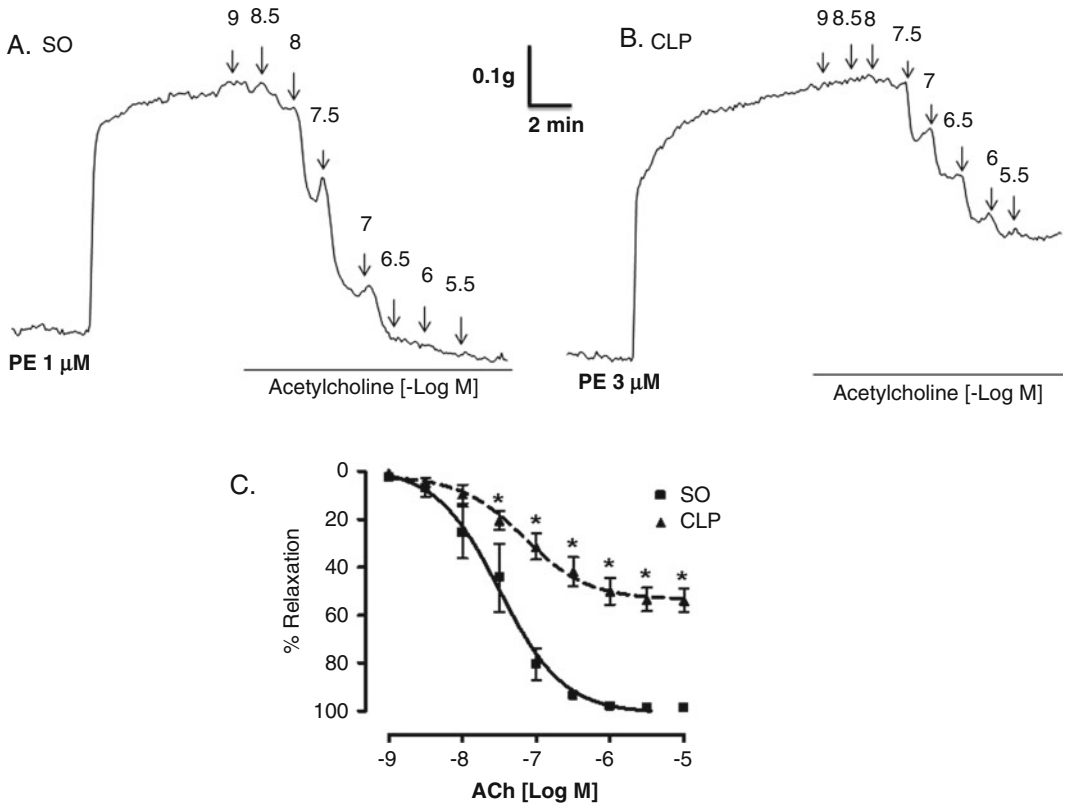 A. SO
9 8.5
8
7.5
7
6.5 6 5.5
PE 1 μM
Acetylcholine [-Log M]
0.1g
2 min
B. CLP
9 8.5 8
7.5
7
6.5
6
5.5
PE 3 μM
Acetylcholine [-Log M]
C.
% Relaxation
0
20
40
60
80
100
* * * * * * *
SO
CLP
-9 -8 -7 -6 -5
ACh [Log M]